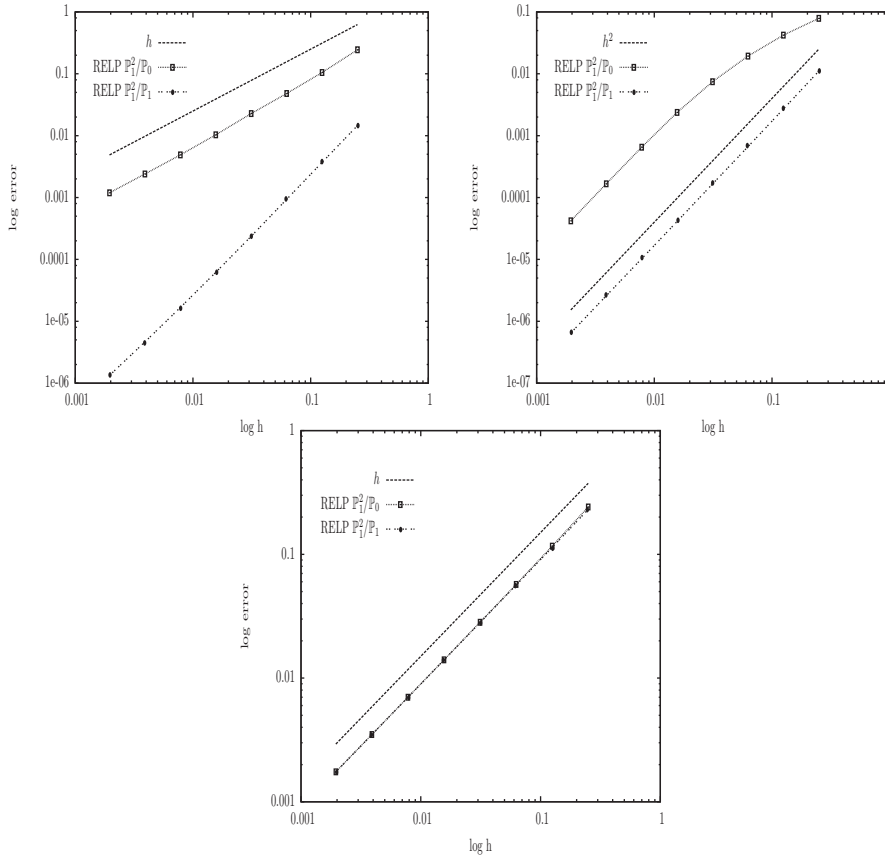 1
0.1
0.01
0.001
0.0001
1e-05
1e-06
0.001
0.01
0.1
1
log h
log error
h
RELP ℙ₁²/ℙ₀
RELP ℙ₁²/ℙ₁
0.1
0.01
0.001
0.0001
1e-05
1e-06
1e-07
0.001
0.01
0.1
log h
log error
h²
RELP ℙ₁²/ℙ₀
RELP ℙ₁²/ℙ₁
1
0.1
0.01
0.001
0.001
0.01
0.1
1
log h
log error
h
RELP ℙ₁²/ℙ₀
RELP ℙ₁²/ℙ₁